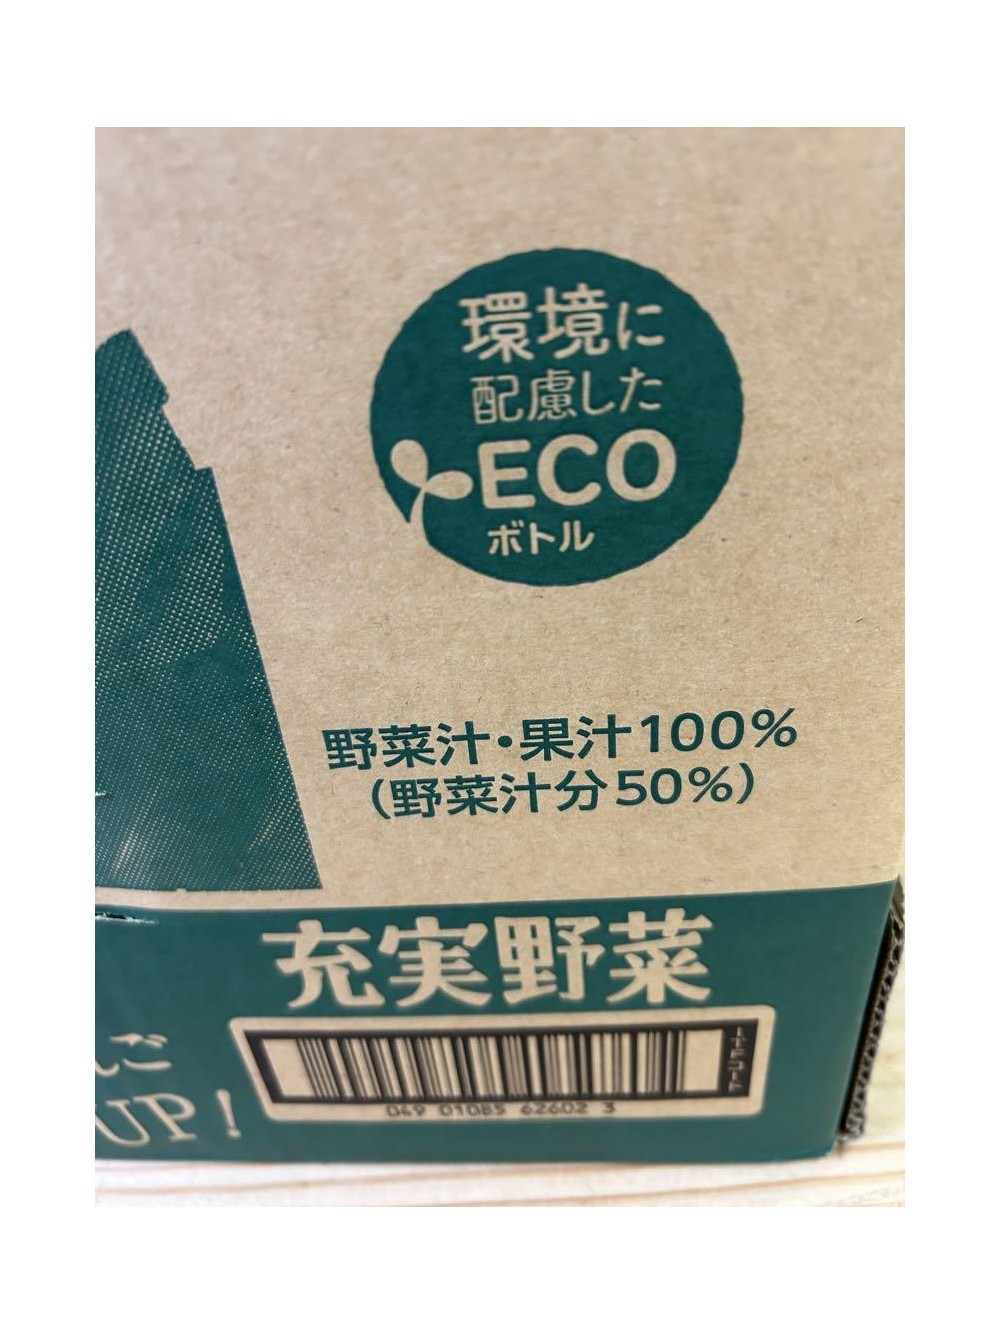 環境に
配慮した
ECO
ボトル
野菜汁・果汁100%
(野菜汁分50%)
充実野菜
ITFコード
049 01085 62602 3
んご
UP!